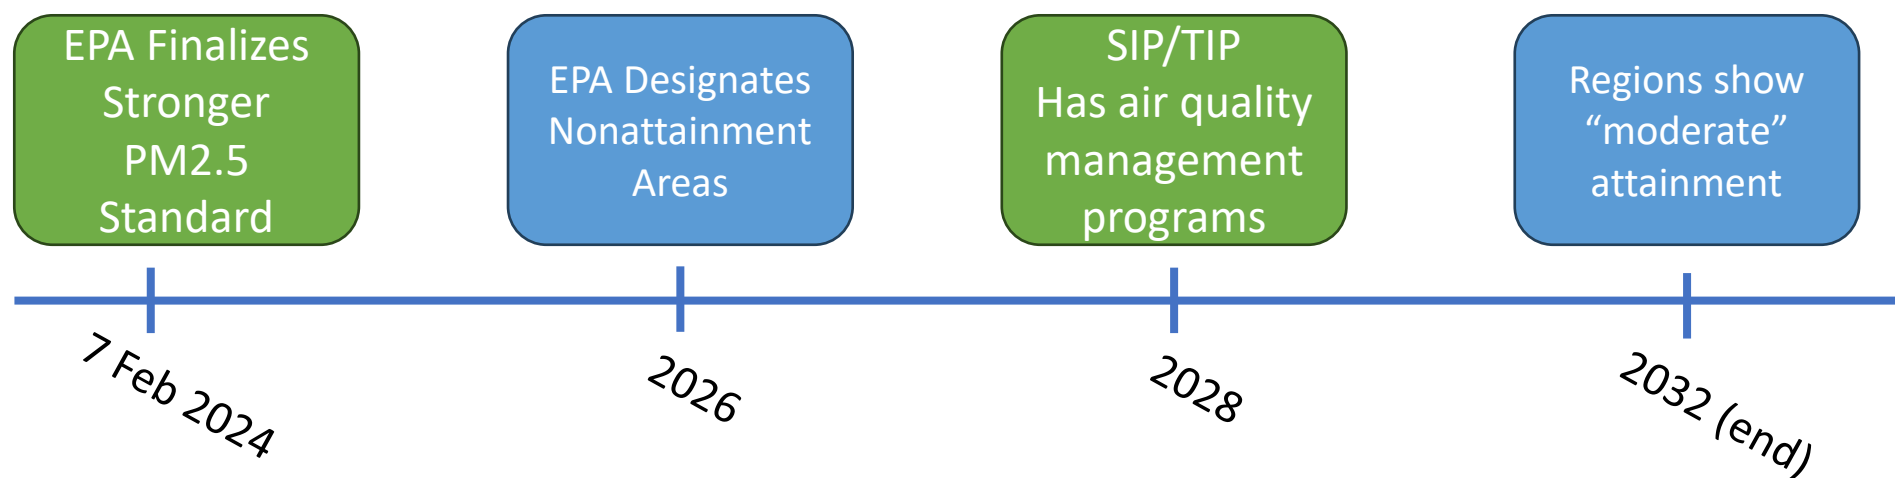 EPA Finalizes
Stronger
PM2.5
Standard
EPA Designates
Nonattainment
Areas
SIP/TIP
Has air quality
management
programs
Regions show
“moderate”
attainment
7 Feb 2024
2026
2028
2032 (end)